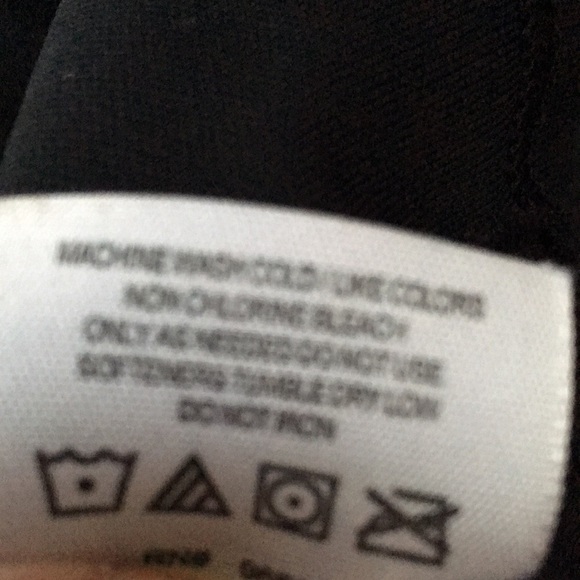 MACHINE WASH COLD / LIKE COLORS
NON CHLORINE BLEACH
ONLY AS NEEDED DO NOT USE
SOFTENERS TUMBLE DRY LOW
DO NOT IRON